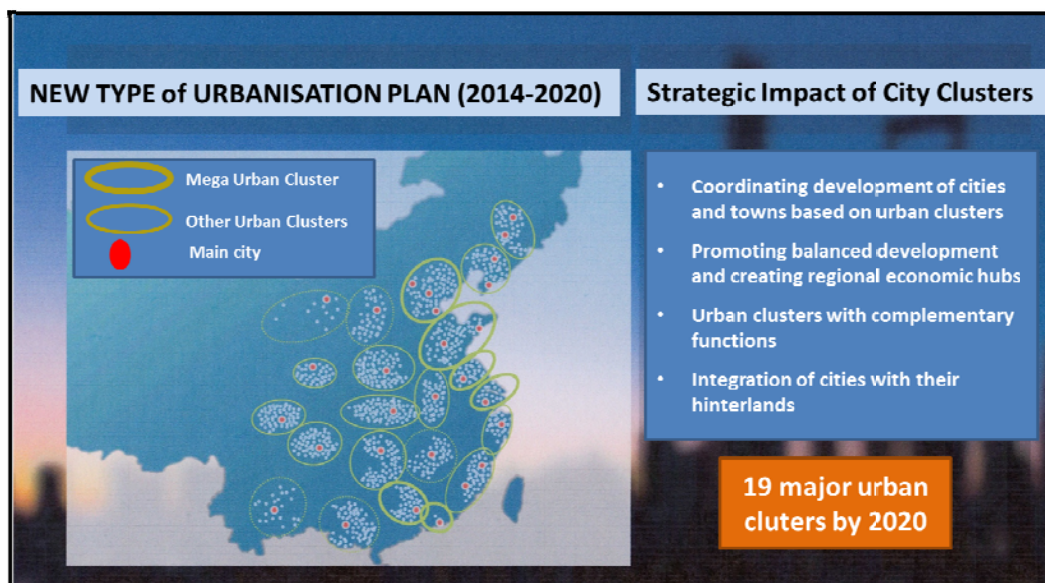 NEW TYPE of URBANISATION PLAN (2014-2020)
Strategic Impact of City Clusters
Mega Urban Cluster
Other Urban Clusters
Main city
• Coordinating development of cities
and towns based on urban clusters
• Promoting balanced development
and creating regional economic hubs
• Urban clusters with complementary
functions
• Integration of cities with their
hinterlands
19 major urban
cluters by 2020